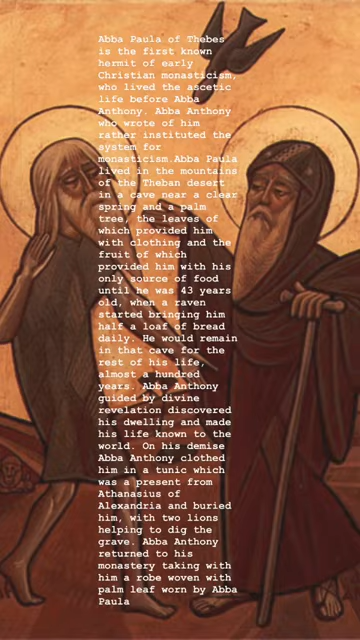 Abba Paula of Thebes
is the first known
hermit of early
Christian monasticism,
who lived the ascetic
life before Abba
Anthony. Abba Anthony
who wrote of him
rather instituted the
system for
monasticism.Abba Paula
lived in the mountains
of the Theban desert
in a cave near a clear
spring and a palm
tree, the leaves of
which provided him
with clothing and the
fruit of which
provided him with his
only source of food
until he was 43 years
old, when a raven
started bringing him
half a loaf of bread
daily. He would remain
in that cave for the
rest of his life,
almost a hundred
years. Abba Anthony
guided by divine
revelation discovered
his dwelling and made
his life known to the
world. On his demise
Abba Anthony clothed
him in a tunic which
was a present from
Athanasius of
Alexandria and buried
him, with two lions
helping to dig the
grave. Abba Anthony
returned to his
monastery taking with
him a robe woven with
palm leaf worn by Abba
Paula